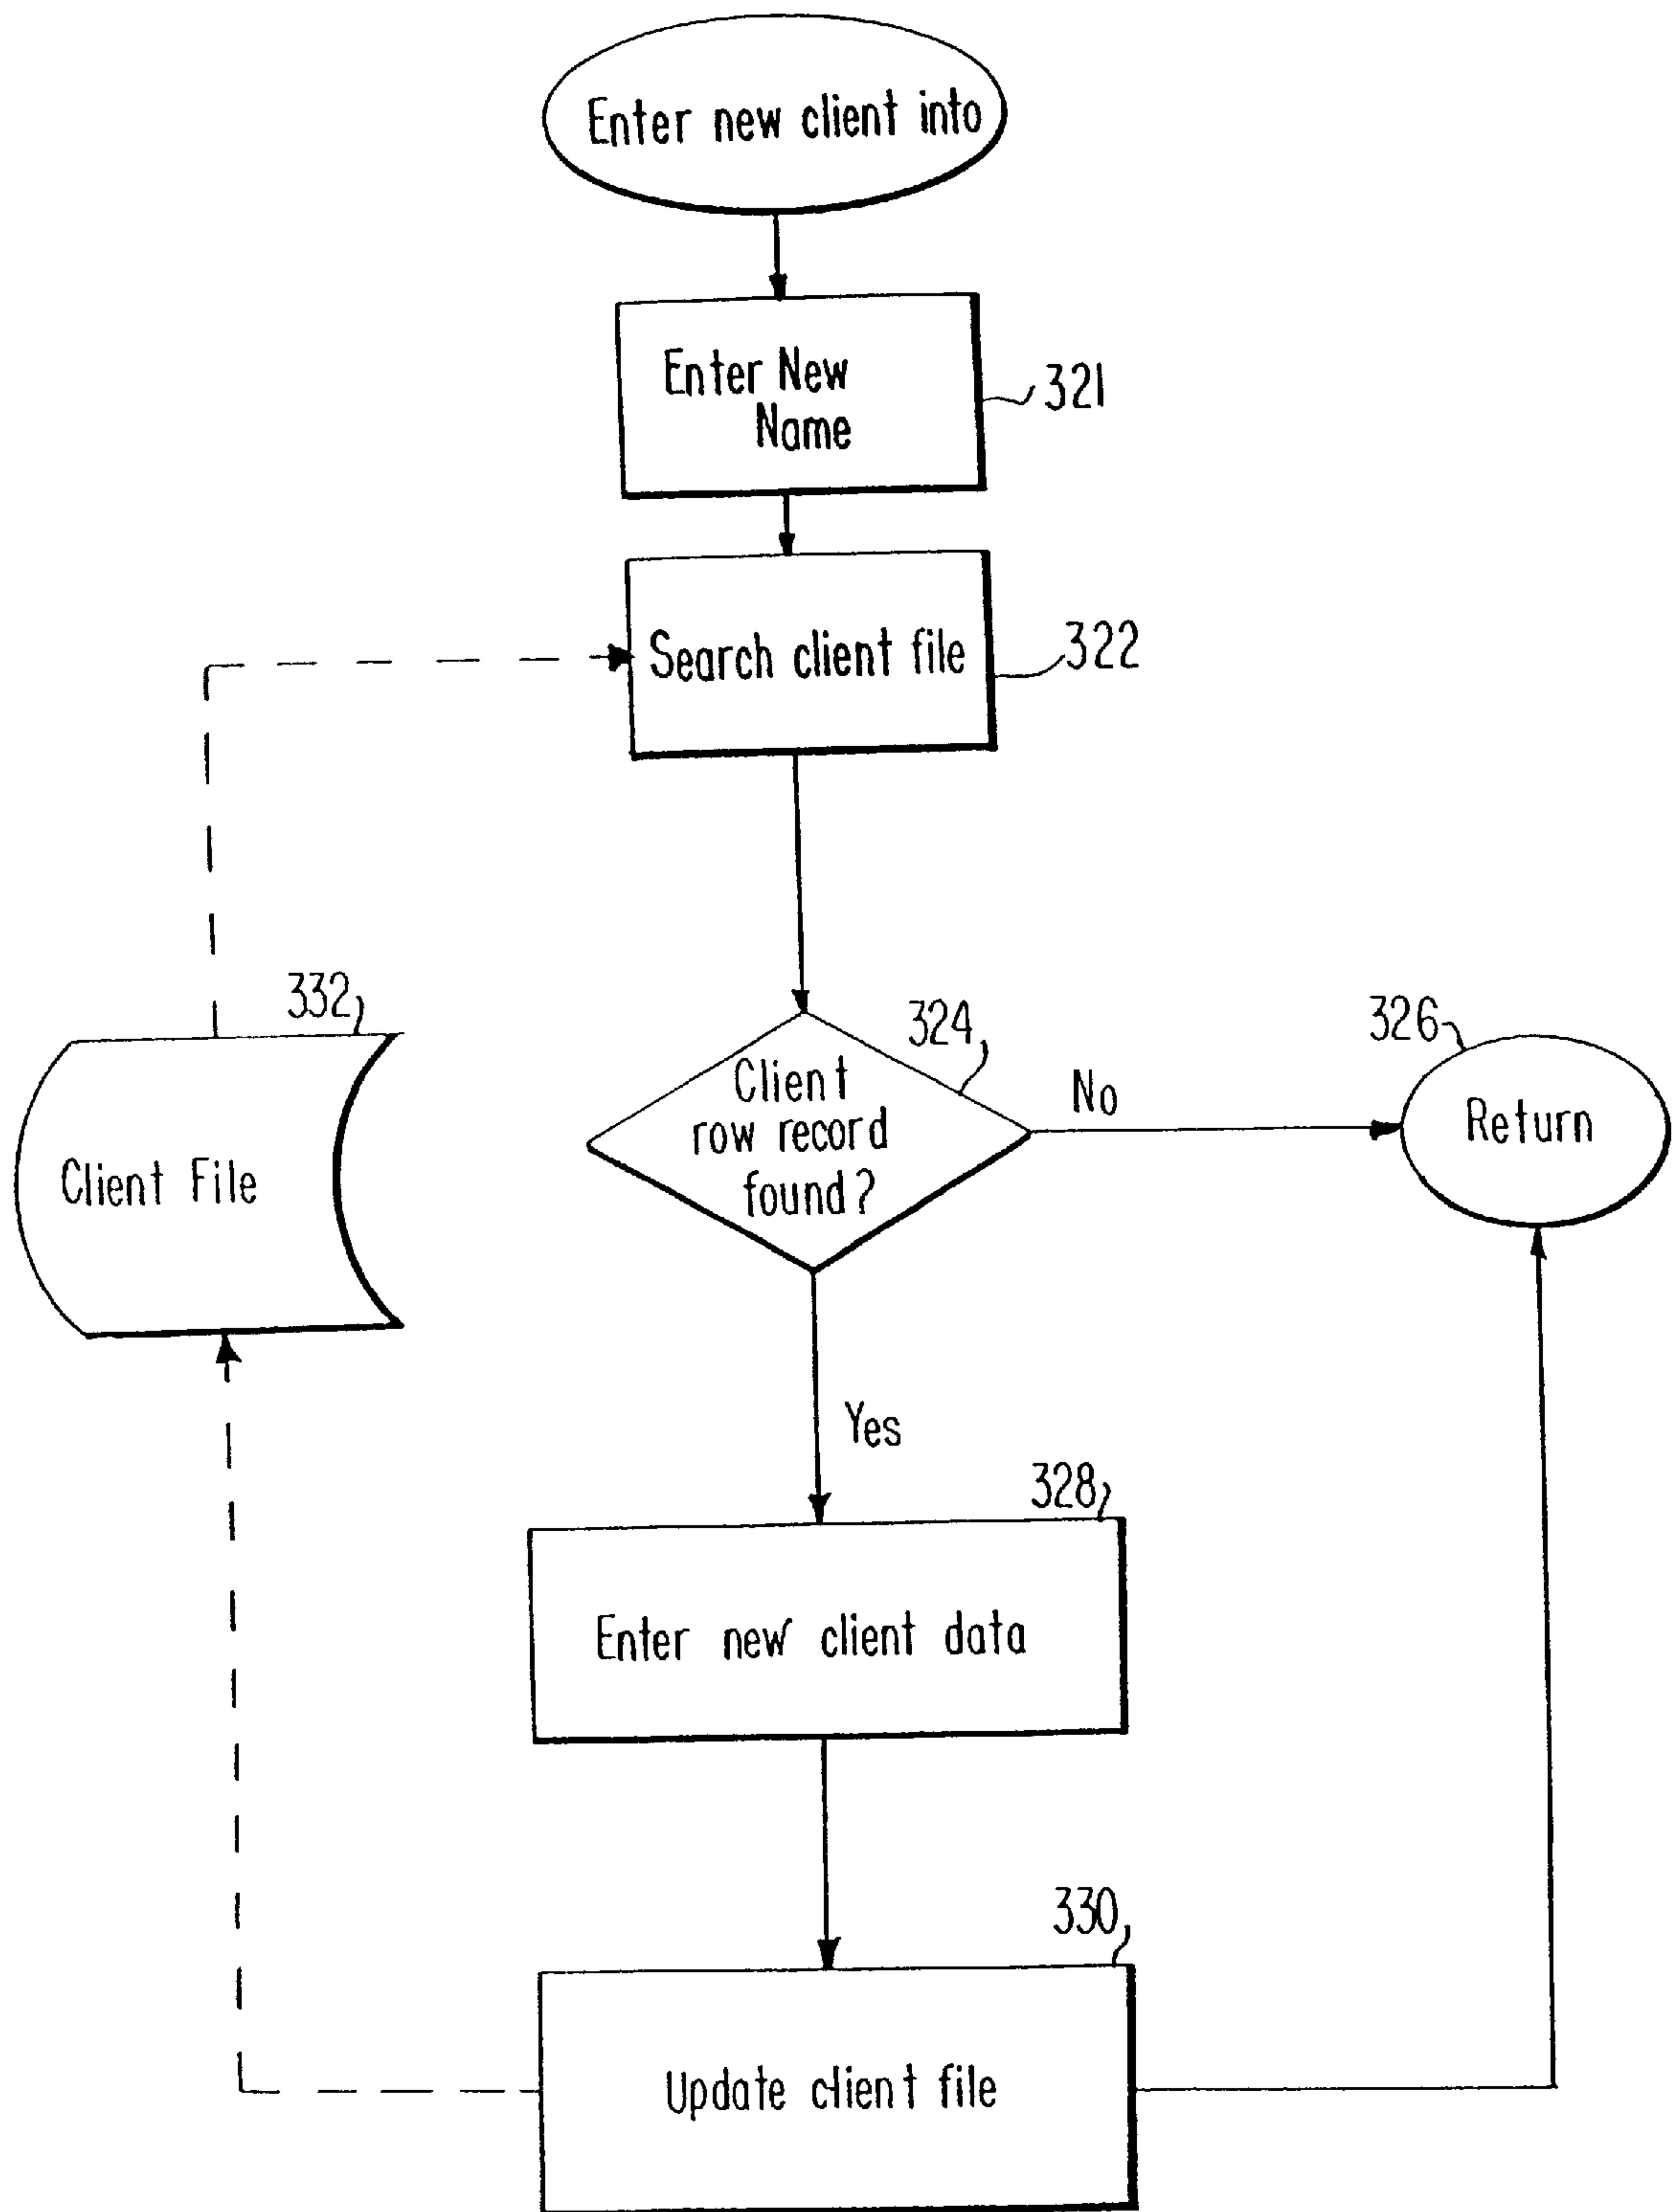 Enter new client into
Enter New
Name
321
Search client file
322
332
324
326
Client
row record
found?
No
Return
Client File
Yes
328
Enter new client data
330
Update client file